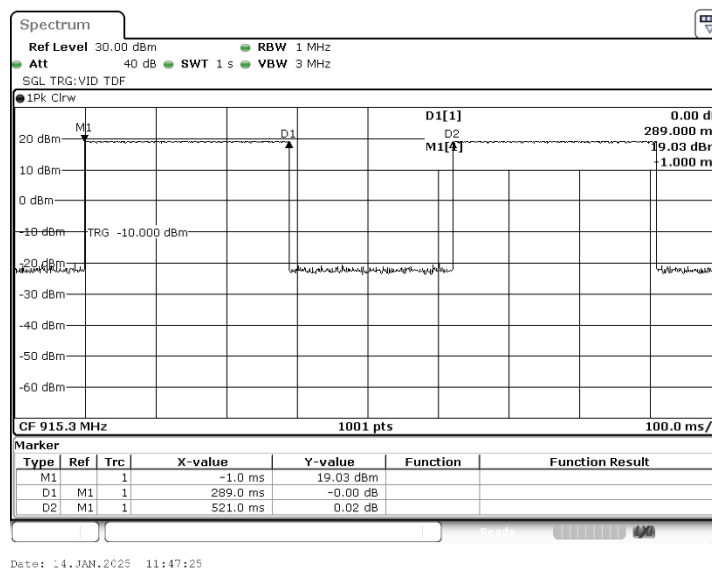 Spectrum
Ref Level 30.00 dBm RBW 1 MHz
Att 40 dB SWT 1 s VBW 3 MHz
SGL TRG:VID TDF
1Pk Clrw
D1[1] 0.00 d
289.000 m
M1[1] 19.03 dBm
-1.000 m
M1 D1 D2
20 dBm
10 dBm
0 dBm
-10 dBm TRG -10.000 dBm
-20 dBm
-30 dBm
-40 dBm
-50 dBm
-60 dBm
CF 915.3 MHz 1001 pts 100.0 ms/
Marker
Type Ref Trc X-value Y-value Function Function Result
M1 1 -1.0 ms 19.03 dBm
D1 M1 1 289.0 ms -0.00 dB
D2 M1 1 521.0 ms 0.02 dB
Ready
Date: 14.JAN.2025 11:47:25